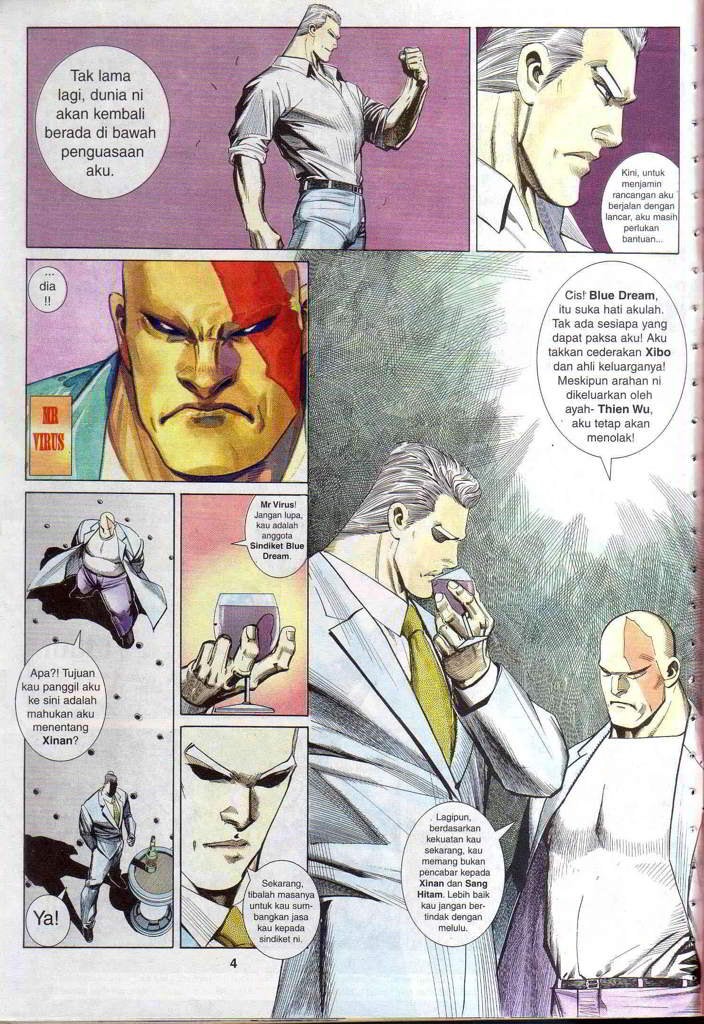 Tak lama
lagi, dunia ni
akan kembali
berada di bawah
penguasaan
aku.
Kini, untuk
menjamin
rancangan aku
berjalan dengan
lancar, aku masih
perlukan
bantuan...
...
dia
!!
MR
VIRUS
Cis! Blue Dream,
itu suka hati akulah.
Tak ada sesiapa yang
dapat paksa aku! Aku
takkan cederakan Xibo
dan ahli keluarganya!
Meskipun arahan ni
dikeluarkan oleh
ayah- Thien Wu,
aku tetap akan
menolak!
Mr Virus!
Jangan lupa,
kau adalah
anggota
Sindiket Blue
Dream.
Apa?! Tujuan
kau panggil aku
ke sini adalah
mahukan aku
menentang
Xinan?
Ya!
Sekarang,
tibalah masanya
untuk kau sum-
bangkan jasa
kau kepada
sindiket ni.
Lagipun,
berdasarkan
kekuatan kau
sekarang, kau
memang bukan
pencabar kepada
Xinan dan Sang
Hitam. Lebih baik
kau jangan ber-
tindak dengan
melulu.
4